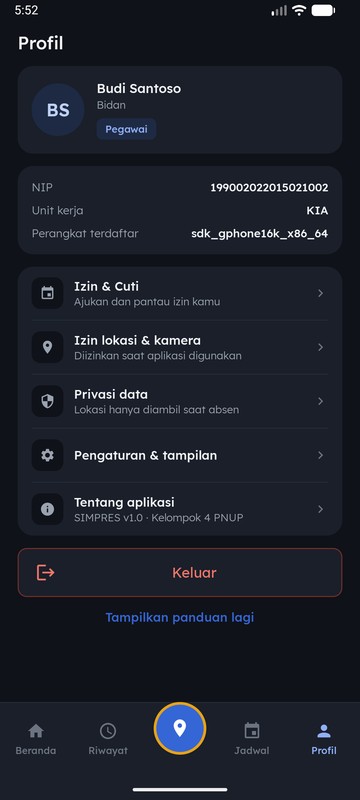 5:52
Profil
BS
Budi Santoso
Bidan
Pegawai
NIP 199002022015021002
Unit kerja KIA
Perangkat terdaftar sdk_gphone16k_x86_64
Izin & Cuti
Ajukan dan pantau izin kamu
Izin lokasi & kamera
Diizinkan saat aplikasi digunakan
Privasi data
Lokasi hanya diambil saat absen
Pengaturan & tampilan
Tentang aplikasi
SIMPRES v1.0 · Kelompok 4 PNUP
Keluar
Tampilkan panduan lagi
Beranda Riwayat Jadwal Profil